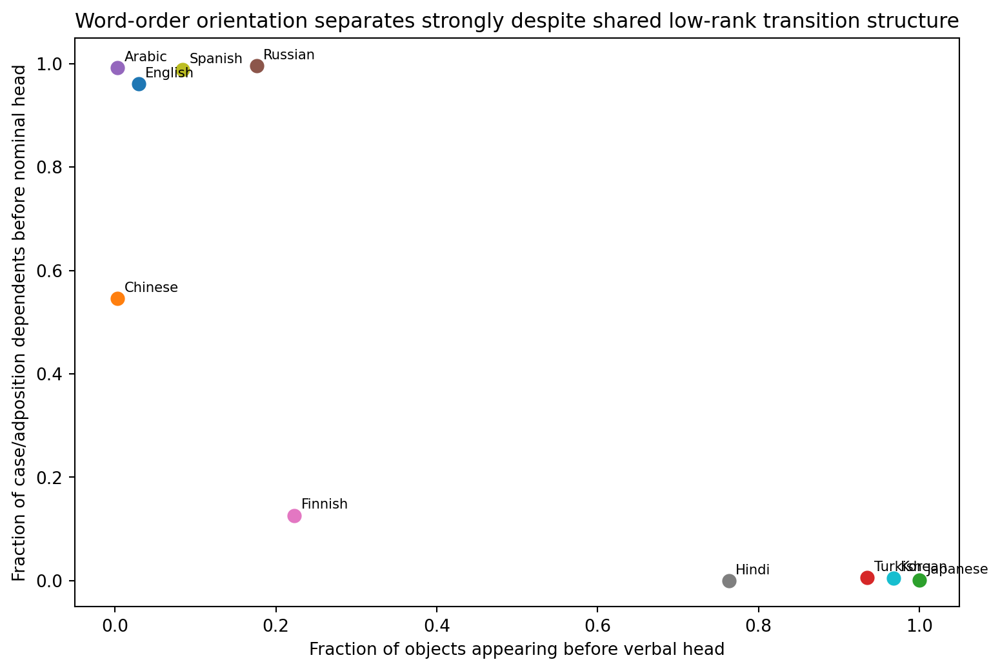 Word-order orientation separates strongly despite shared low-rank transition structure
Fraction of case/adposition dependents before nominal head
1.0
0.8
0.6
0.4
0.2
0.0
Arabic
English
Spanish
Russian
Chinese
Finnish
Hindi
Turkish
Korean
Japanese
0.0
0.2
0.4
0.6
0.8
1.0
Fraction of objects appearing before verbal head